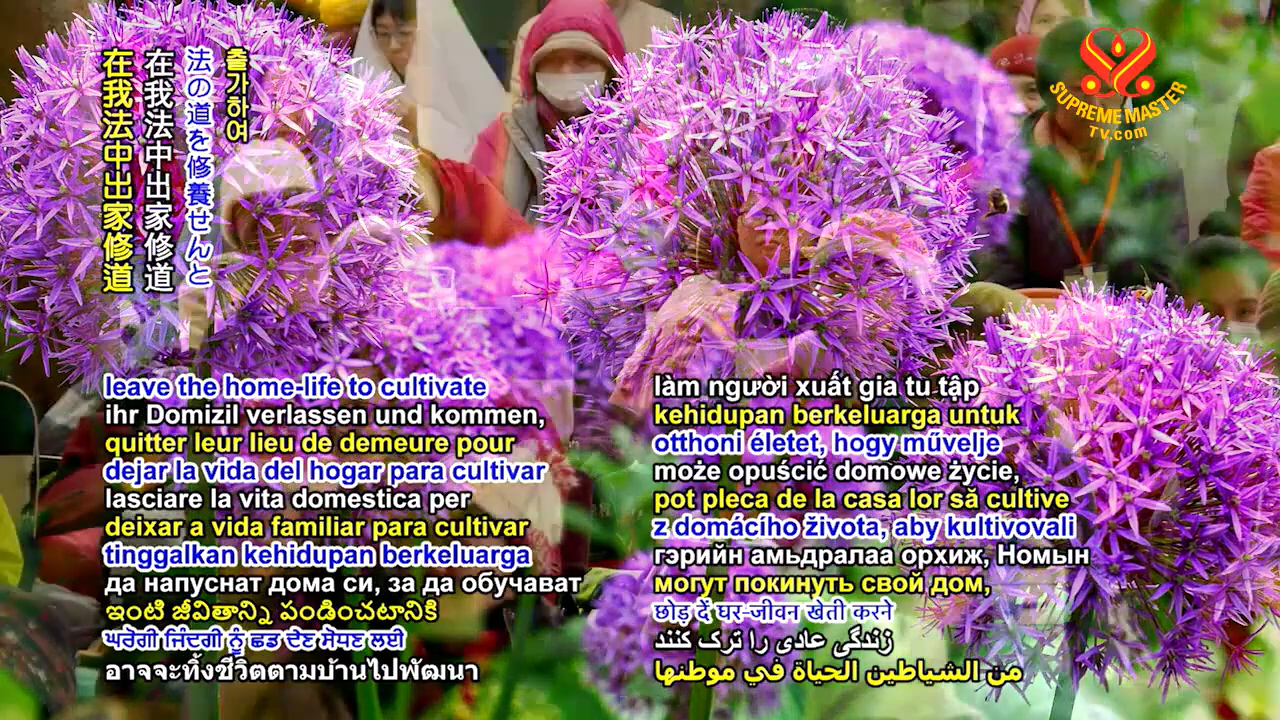 출가하여
法の道を修養せんと
在我法中出家修道
在我法中出家修道
SUPREME MASTER
TV.com
leave the home-life to cultivate
ihr Domizil verlassen und kommen,
quitter leur lieu de demeure pour
dejar la vida del hogar para cultivar
lasciare la vita domestica per
deixar a vida familiar para cultivar
tinggalkan kehidupan berkeluarga
да напуснат дома си, за да обучават
ఇంటి జీవితాన్ని పండించటానికి
ਘਰੋਗੀ ਜਿੰਦਗੀ ਨੂੰ ਛਡ ਦੇਣ ਸੋਧਣ ਲਈ
อาจจะทิ้งชีวิตตามบ้านไปพัฒนา
làm người xuất gia tu tập
kehidupan berkeluarga untuk
otthoni életet, hogy művelje
może opuścić domowe życie,
pot pleca de la casa lor să cultive
z domácího života, aby kultivovali
гэрийн амьдралаа орхиж, Номын
могут покинуть свой дом,
छोड़ दें घर-जीवन खेती करने
زندگی عادی را ترک کنند
من الشياطين الحياة في موطنها